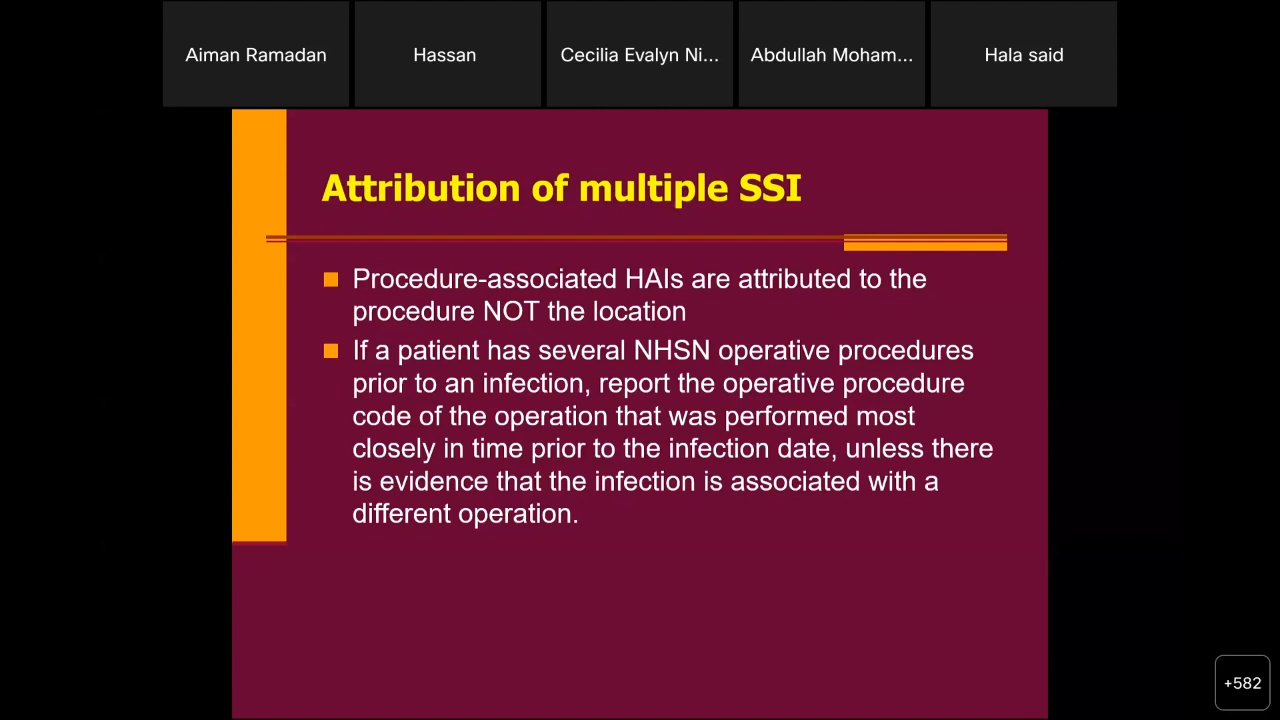 Aiman Ramadan
Hassan
Cecilia Evalyn Ni...
Abdullah Moham...
Hala said
Attribution of multiple SSI
Procedure-associated HAIs are attributed to the
procedure NOT the location
If a patient has several NHSN operative procedures
prior to an infection, report the operative procedure
code of the operation that was performed most
closely in time prior to the infection date, unless there
is evidence that the infection is associated with a
different operation.
+582